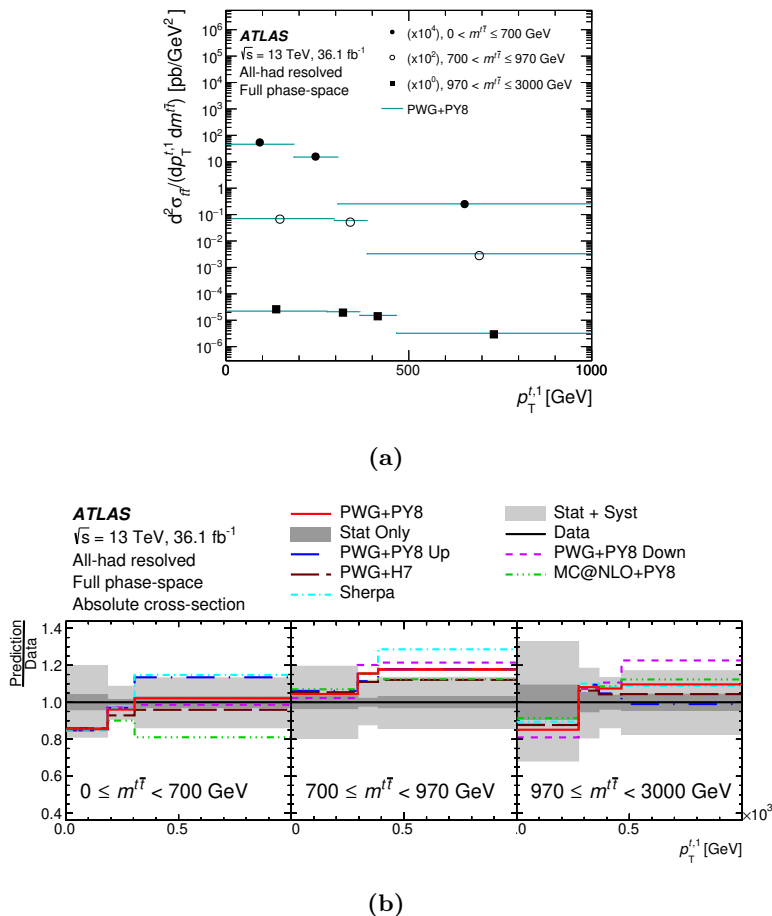 ATLAS
√s = 13 TeV, 36.1 fb⁻¹
All-had resolved
Full phase-space
(x10⁴), 0 < m^{tt̅} ≤ 700 GeV
(x10²), 700 < m^{tt̅} ≤ 970 GeV
(x10⁰), 970 < m^{tt̅} ≤ 3000 GeV
PWG+PY8
d²σ_{tt̅}/(dp_T^{t,1} dm^{tt̅}) [pb/GeV²]
10⁶
10⁵
10⁴
10³
10²
10
1
10⁻¹
10⁻²
10⁻³
10⁻⁴
10⁻⁵
10⁻⁶
0 500 1000
0 1000
p_T^{t,1} [GeV]
(a)
ATLAS
√s = 13 TeV, 36.1 fb⁻¹
All-had resolved
Full phase-space
Absolute cross-section
PWG+PY8
Stat Only
PWG+PY8 Up
PWG+H7
Sherpa
Stat + Syst
Data
PWG+PY8 Down
MC@NLO+PY8
Prediction
Data
1.4
1.2
1.0
0.8
0.6
0.4
0 ≤ m^{tt̅} < 700 GeV
700 ≤ m^{tt̅} < 970 GeV
970 ≤ m^{tt̅} < 3000 GeV
0.0 0.5 .0 0.5 .0 0.5
×10³
p_T^{t,1} [GeV]
(b)